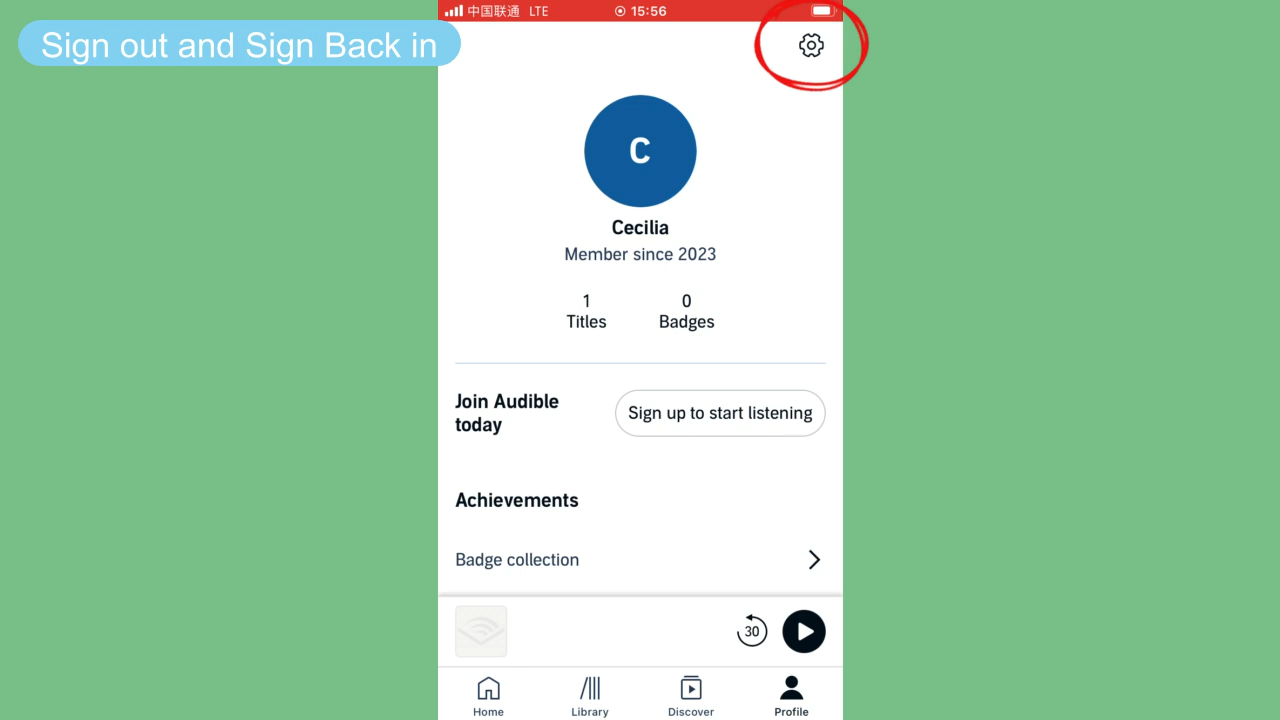 中国联通 LTE 15:56
Sign out and Sign Back in
C
Cecilia
Member since 2023
1 0
Titles Badges
Join Audible today
Sign up to start listening
Achievements
Badge collection
30
Home Library Discover Profile